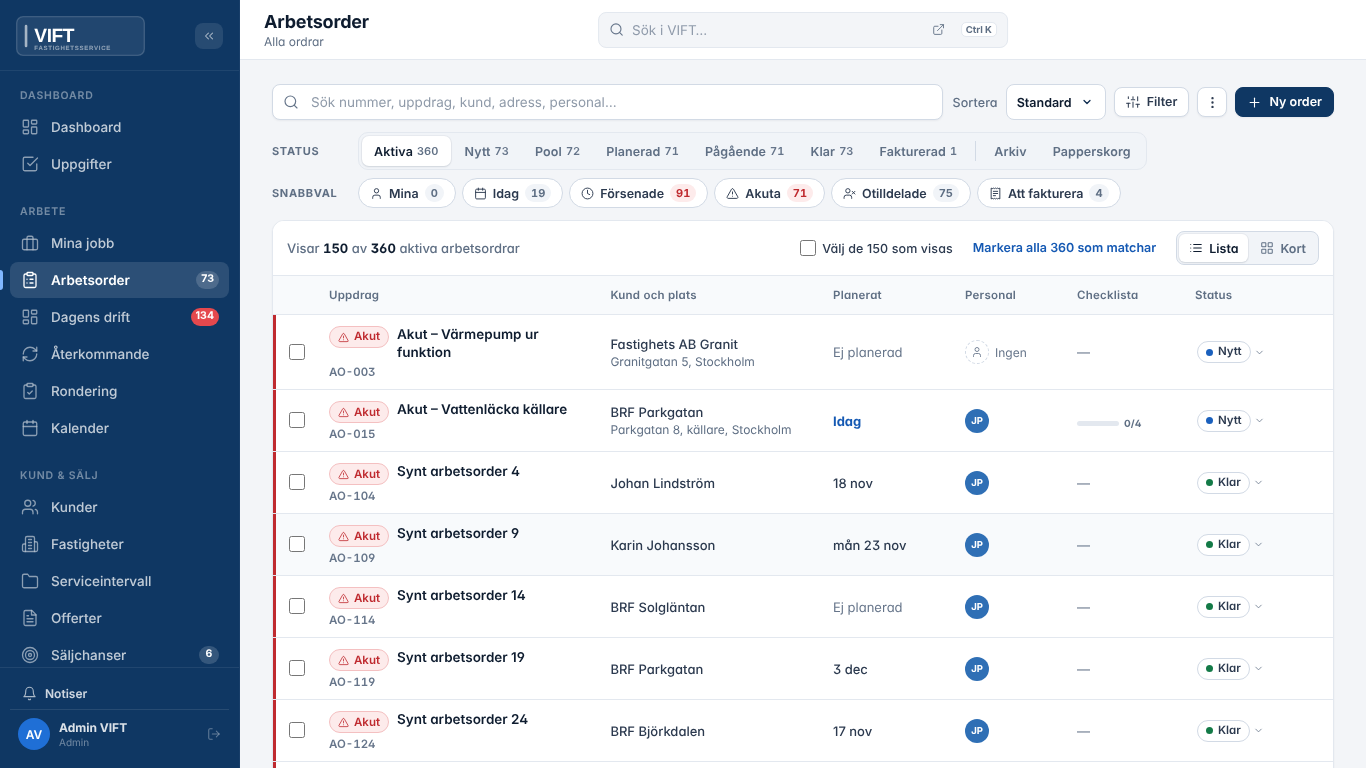 VIFT
FASTIGHETSSERVICE
DASHBOARD
Dashboard
Uppgifter
ARBETE
Mina jobb
Arbetsorder 73
Dagens drift 134
Återkommande
Rondering
Kalender
KUND & SÄLJ
Kunder
Fastigheter
Serviceintervall
Offerter
Säljchanser 6
Notiser
AV Admin VIFT
Admin
Arbetsorder
Alla ordrar
Sök i VIFT... Ctrl K
Sök nummer, uppdrag, kund, adress, personal... Sortera Standard Filter Ny order
STATUS Aktiva 360 Nytt 73 Pool 72 Planerad 71 Pågående 71 Klar 73 Fakturerad 1 Arkiv Papperskorg
SNABBVAL Mina 0 Idag 19 Försenade 91 Akuta 71 Otilldelade 75 Att fakturera 4
Visar 150 av 360 aktiva arbetsordrar Välj de 150 som visas Markera alla 360 som matchar Lista Kort
Uppdrag Kund och plats Planerat Personal Checklista Status
Akut Akut – Värmepump ur
funktion
AO-003
Fastighets AB Granit
Granitgatan 5, Stockholm
Ej planerad Ingen — Nytt
Akut Akut – Vattenläcka källare
AO-015
BRF Parkgatan
Parkgatan 8, källare, Stockholm
Idag JP 0/4 Nytt
Akut Synt arbetsorder 4
AO-104
Johan Lindström 18 nov JP — Klar
Akut Synt arbetsorder 9
AO-109
Karin Johansson mån 23 nov JP — Klar
Akut Synt arbetsorder 14
AO-114
BRF Solgläntan Ej planerad JP — Klar
Akut Synt arbetsorder 19
AO-119
BRF Parkgatan 3 dec JP — Klar
Akut Synt arbetsorder 24
AO-124
BRF Björkdalen 17 nov JP — Klar